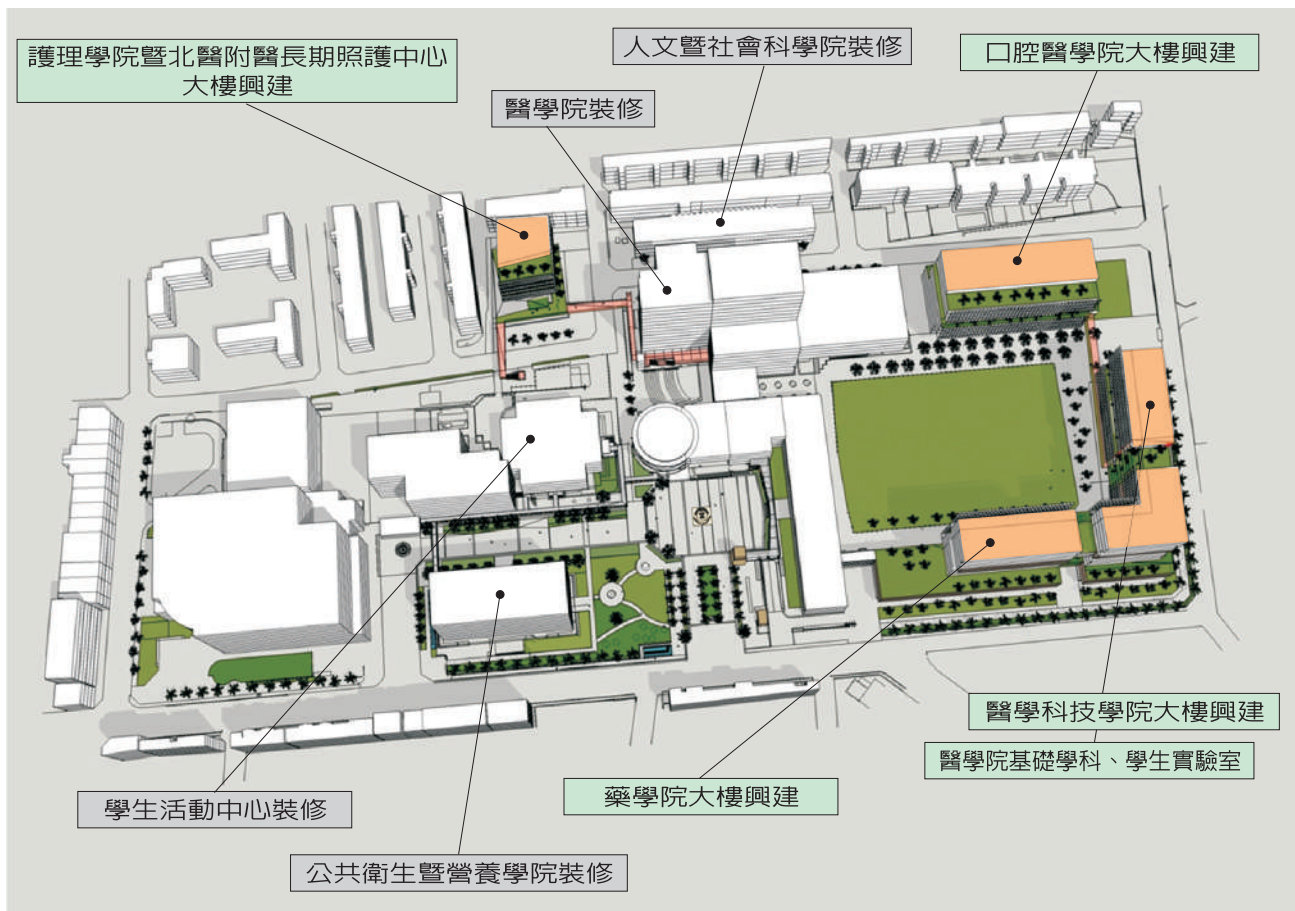 護理學院暨北醫附醫長期照護中心
大樓興建
人文暨社會科學院裝修
口腔醫學院大樓興建
醫學院裝修
醫學科技學院大樓興建
醫學院基礎學科、學生實驗室
藥學院大樓興建
學生活動中心裝修
公共衛生暨營養學院裝修